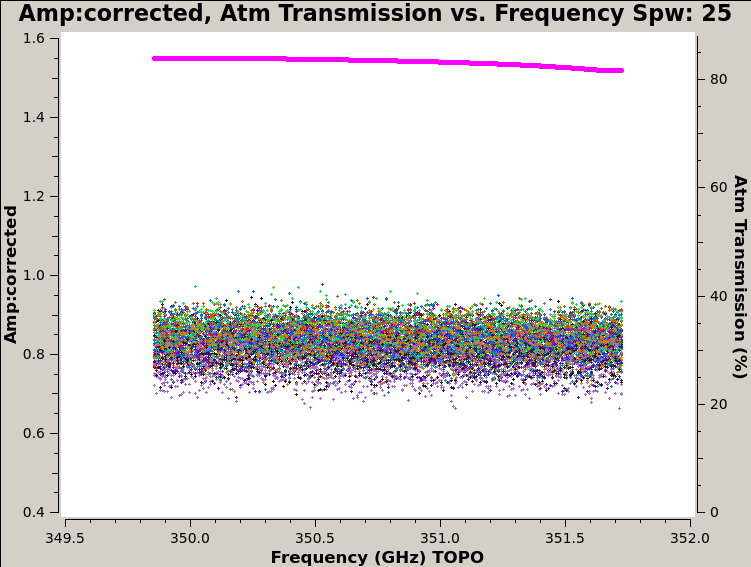 Amp:corrected, Atm Transmission vs. Frequency Spw: 25
1.6
1.4
1.2
1.0
0.8
0.6
0.4
Amp:corrected
80
60
40
20
0
Atm Transmission (%)
349.5 350.0 350.5 351.0 351.5 352.0
Frequency (GHz) TOPO